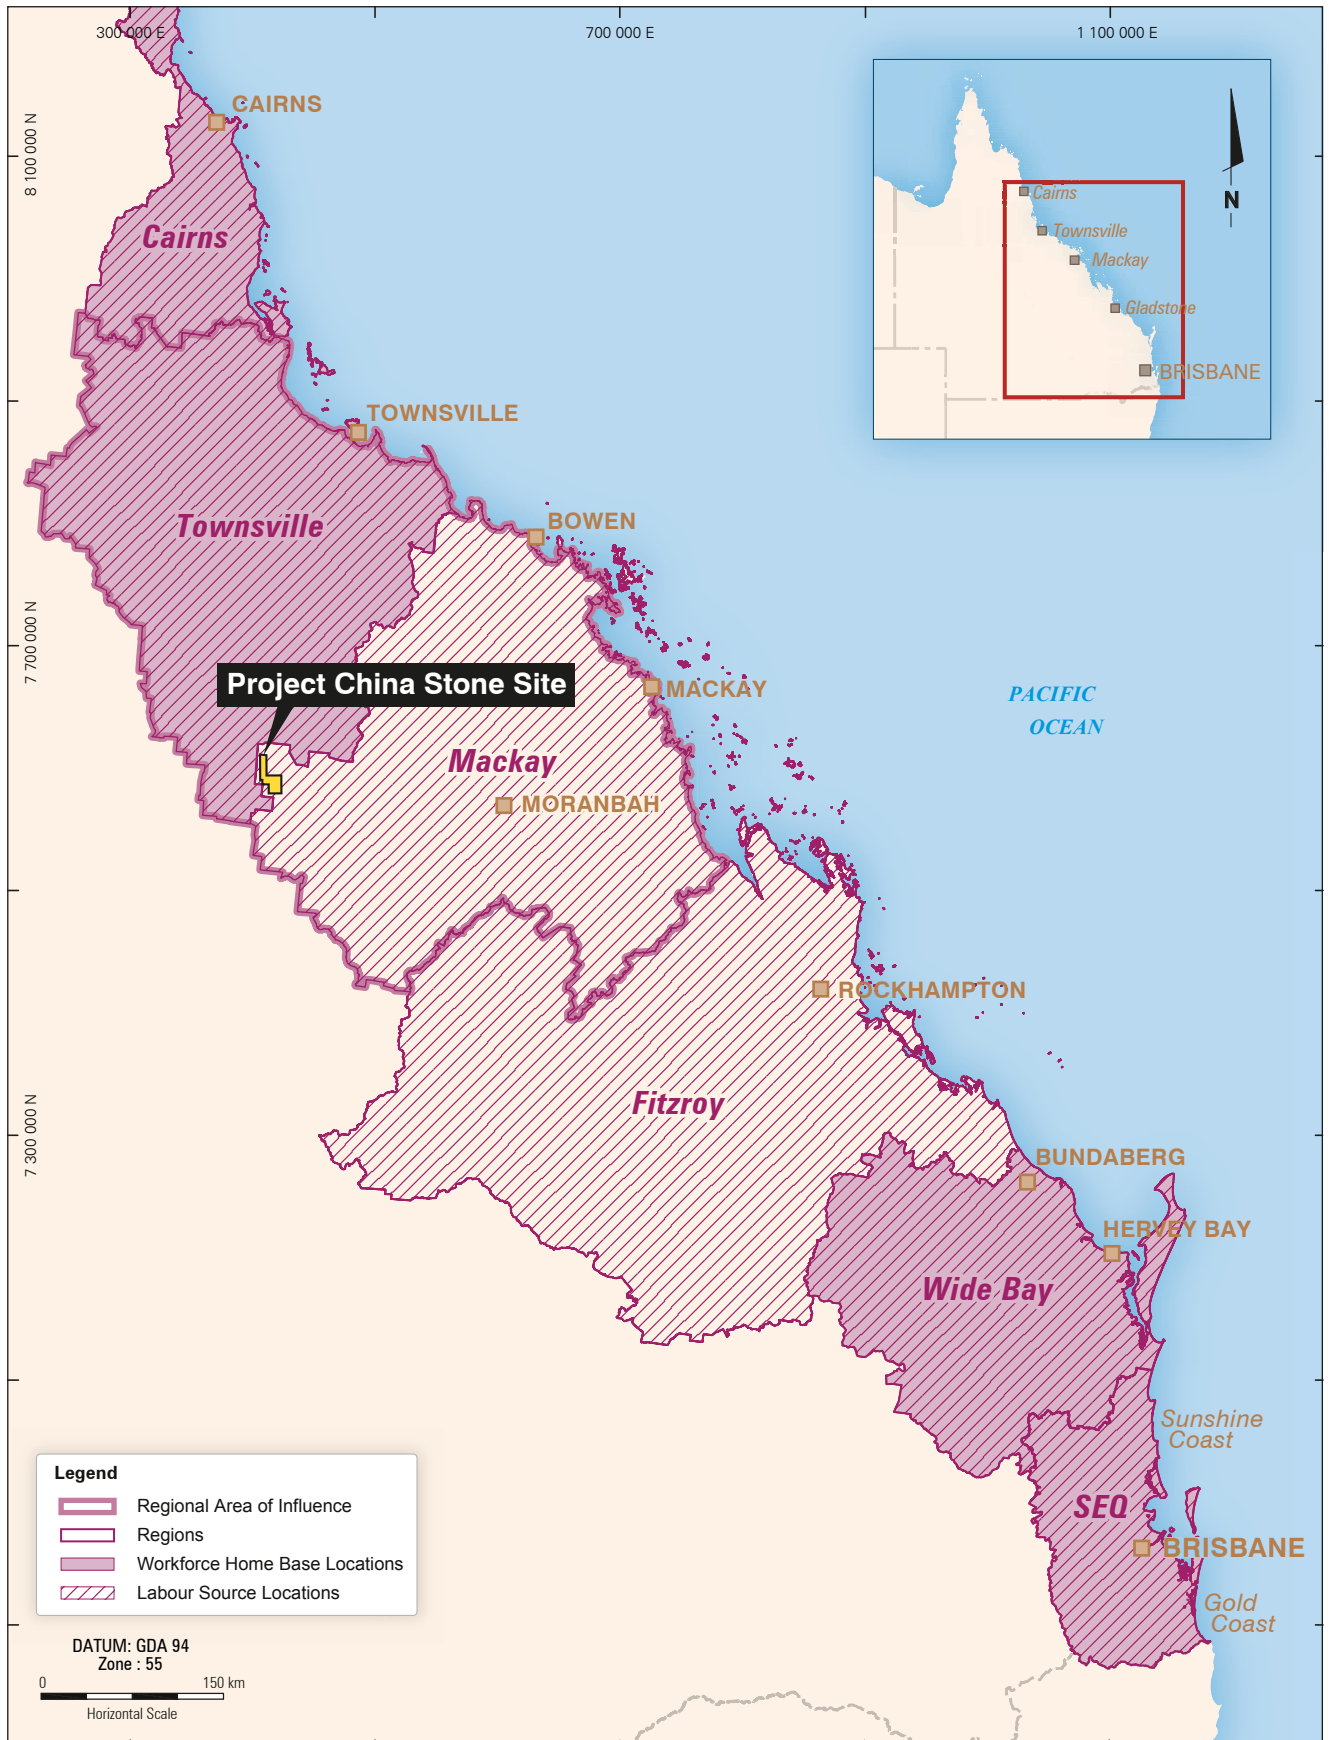 300 000 E
700 000 E
1 100 000 E
8 100 000 N
7 700 000 N
7 300 000 N
CAIRNS
Cairns
Cairns
Townsville
Mackay
Gladstone
BRISBANE
N
TOWNSVILLE
Townsville
BOWEN
Project China Stone Site
MACKAY
PACIFIC
OCEAN
Mackay
MORANBAH
ROCKHAMPTON
Fitzroy
BUNDABERG
HERVEY BAY
Wide Bay
Sunshine
Coast
SEQ
BRISBANE
Gold
Coast
Legend
Regional Area of Influence
Regions
Workforce Home Base Locations
Labour Source Locations
DATUM: GDA 94
Zone : 55
0 150 km
Horizontal Scale